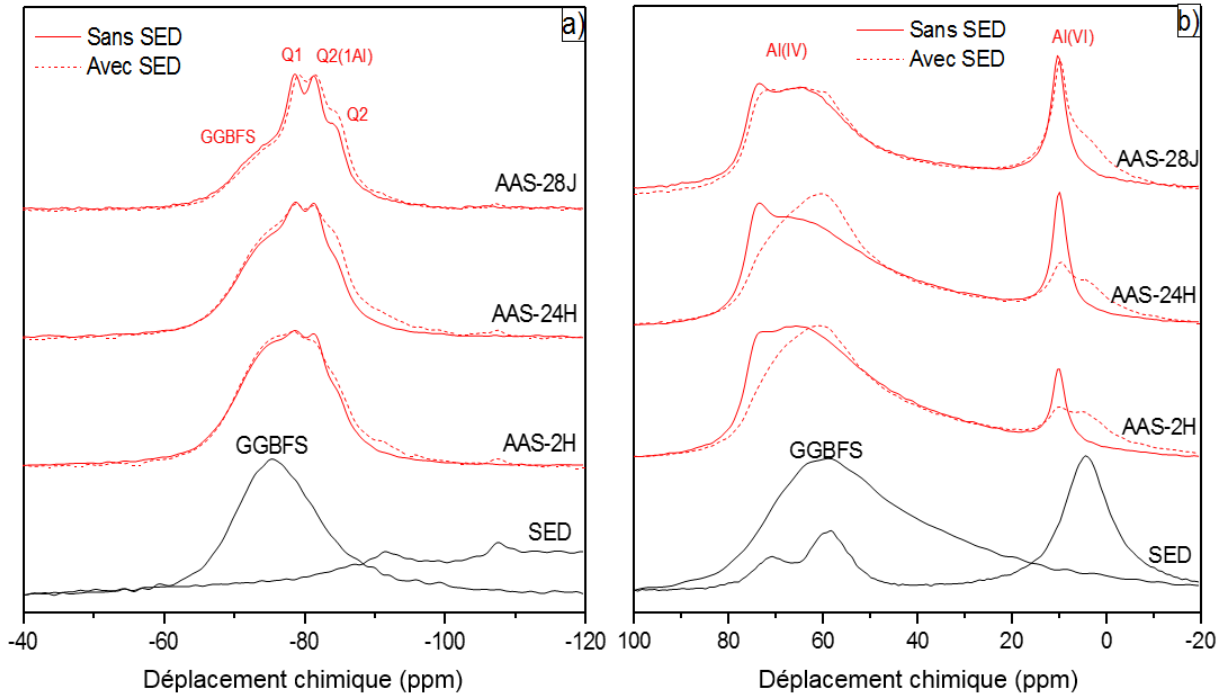 a)
Sans SED
Avec SED
Q1
Q2(1Al)
Q2
GGBFS
AAS-28J
AAS-24H
AAS-2H
GGBFS
SED
-40
-60
-80
-100
-120
Déplacement chimique (ppm)
b)
Sans SED
Avec SED
Al(IV)
Al(VI)
AAS-28J
AAS-24H
AAS-2H
GGBFS
SED
100
80
60
40
20
0
-20
Déplacement chimique (ppm)